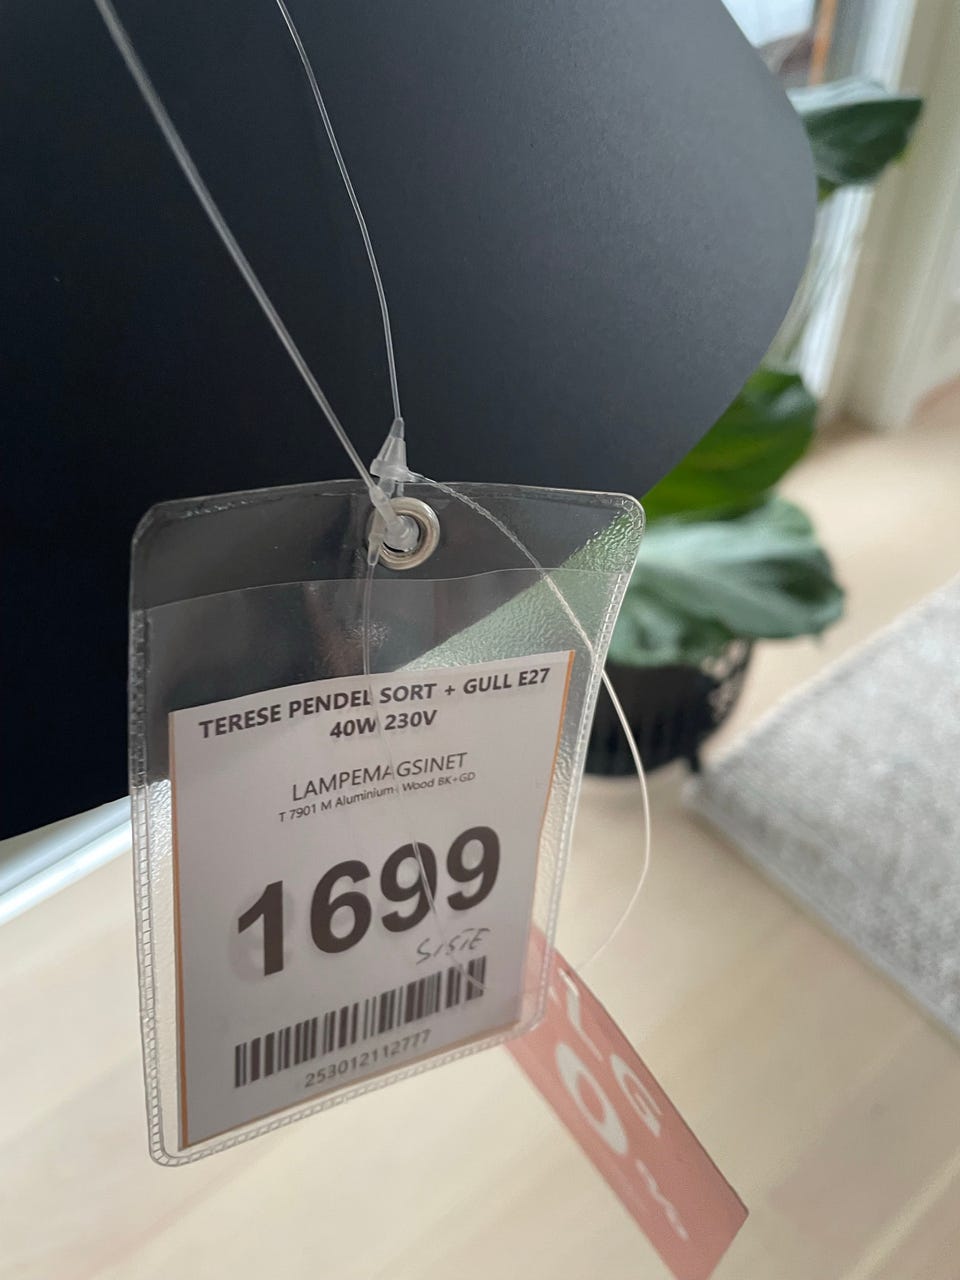 TERESE PENDEL SORT + GULL E27
40W 230V
LAMPEMAGSINET
T 7901 M Aluminium+ Wood BK+GD
1699
SISTE
253012112777